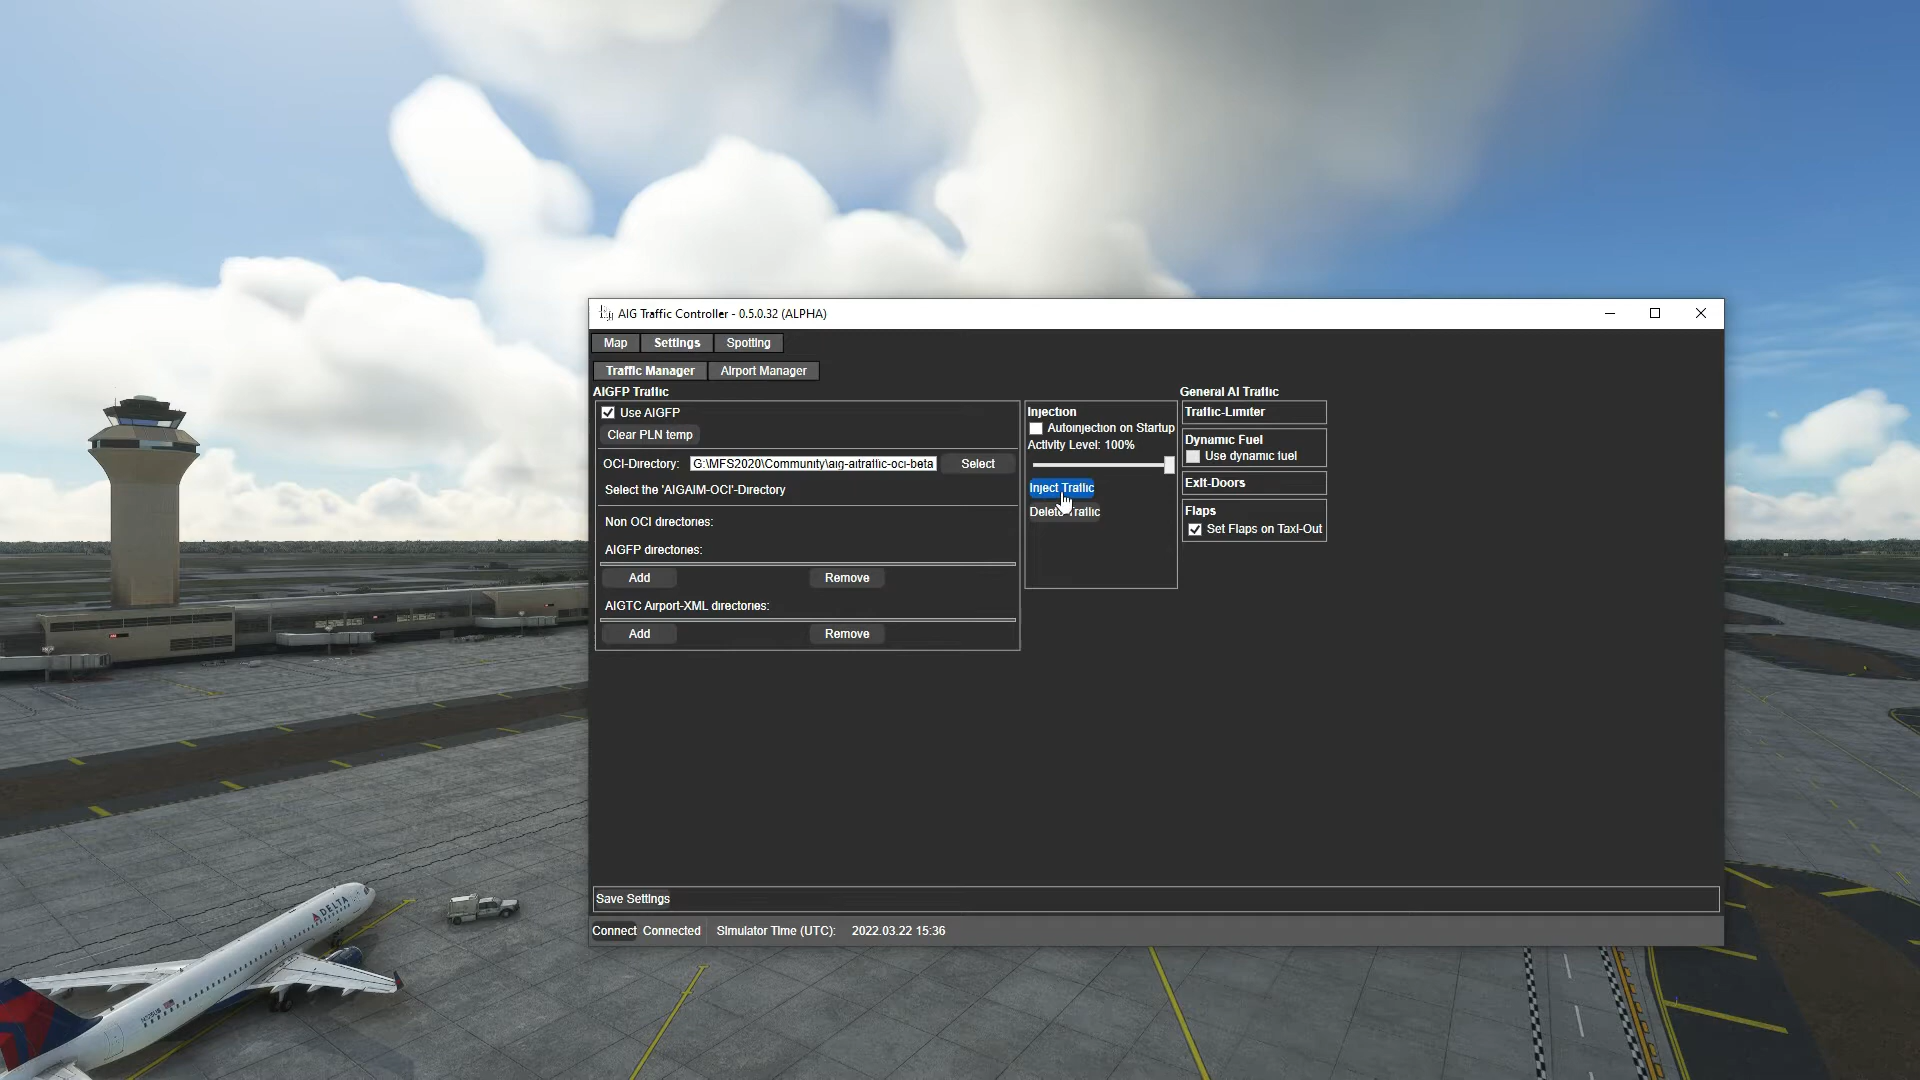 AIG Traffic Controller - 0.5.0.32 (ALPHA)
Map Settings Spotting
Traffic Manager Airport Manager
AIGFP Traffic
Use AIGFP
Clear PLN temp
OCI-Directory: G:\MFS2020\Community\aig-aitraffic-oci-beta Select
Select the 'AIGAIM-OCI'-Directory
Non OCI directories:
AIGFP directories:
Add Remove
AIGTC Airport-XML directories:
Add Remove
Injection
Autoinjection on Startup
Activity Level: 100%
Inject Traffic
Delete Traffic
General AI Traffic
Traffic-Limiter
Dynamic Fuel
Use dynamic fuel
Exit-Doors
Flaps
Set Flaps on Taxi-Out
Save Settings
Connect Connected Simulator Time (UTC): 2022.03.22 15:36
DELTA